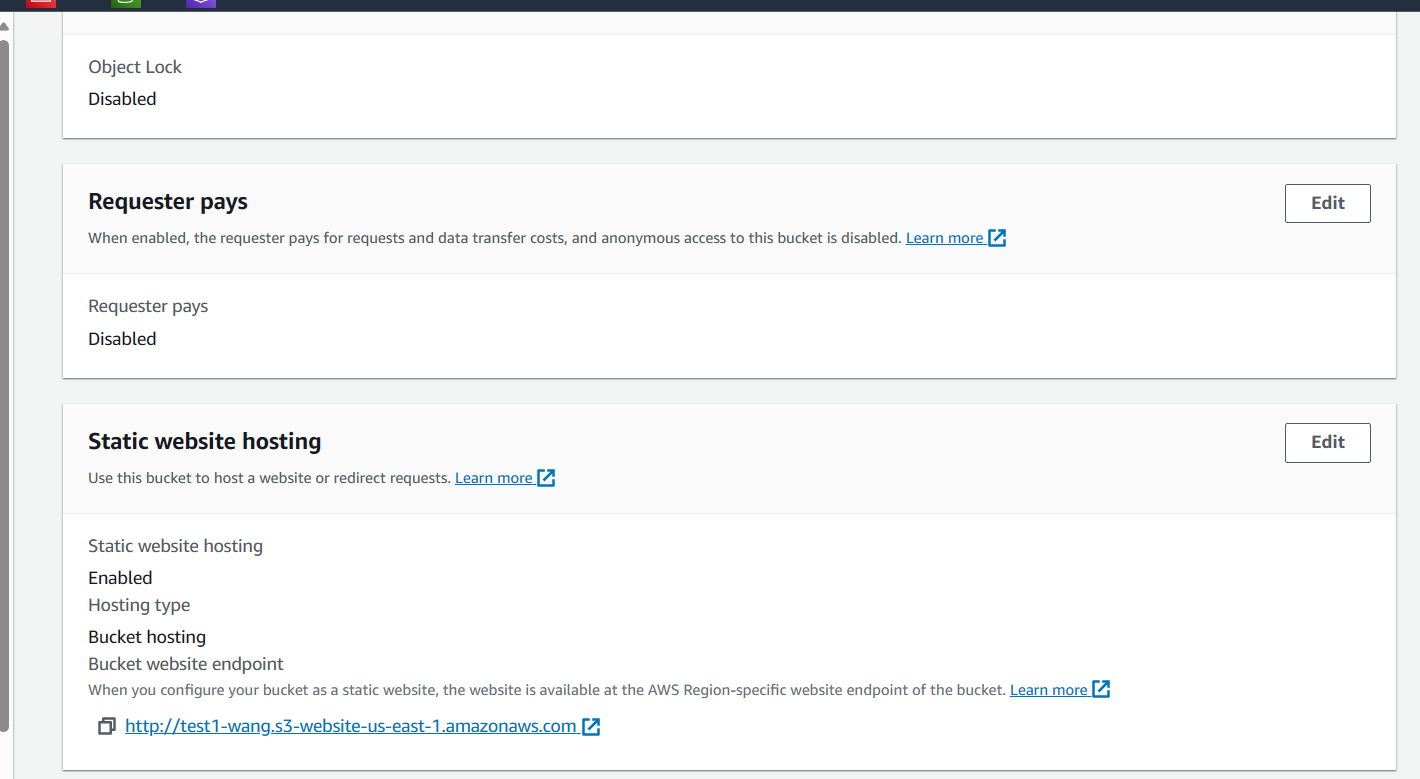 Object Lock
Disabled
Requester pays
Edit
When enabled, the requester pays for requests and data transfer costs, and anonymous access to this bucket is disabled. Learn more
Requester pays
Disabled
Static website hosting
Edit
Use this bucket to host a website or redirect requests. Learn more
Static website hosting
Enabled
Hosting type
Bucket hosting
Bucket website endpoint
When you configure your bucket as a static website, the website is available at the AWS Region-specific website endpoint of the bucket. Learn more
http://test1-wang.s3-website-us-east-1.amazonaws.com